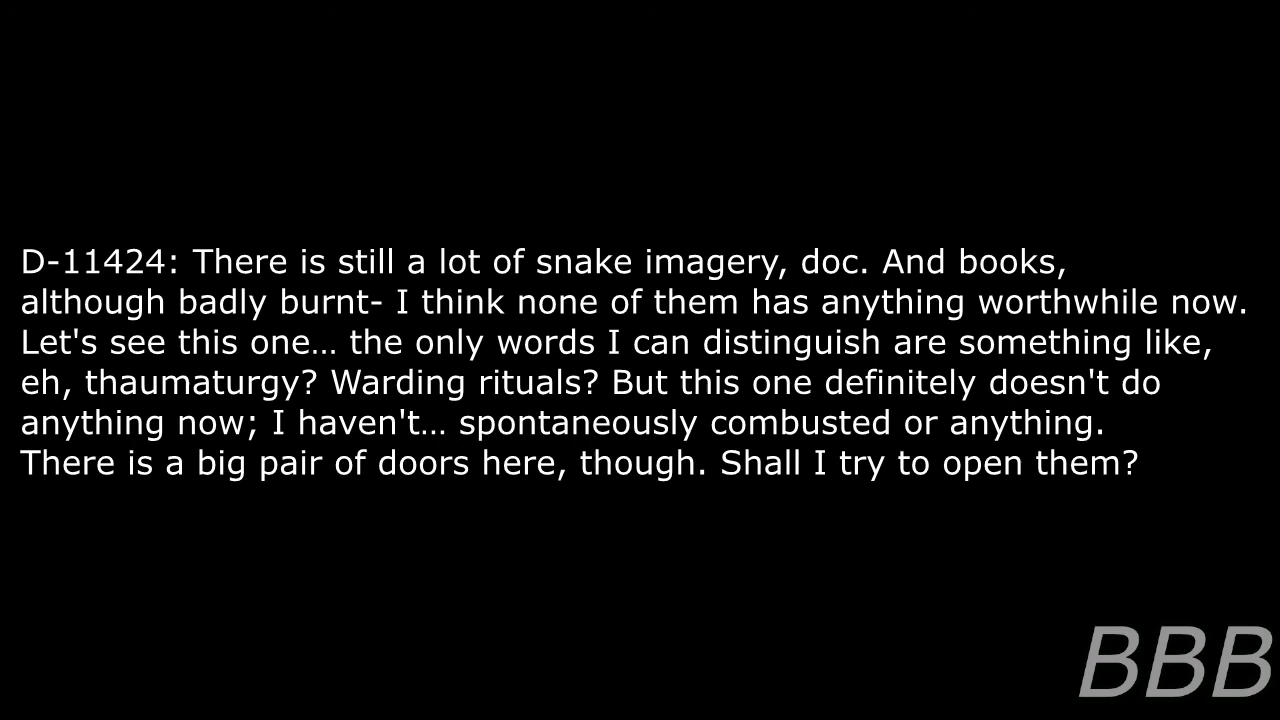 D-11424: There is still a lot of snake imagery, doc. And books,
although badly burnt- I think none of them has anything worthwhile now.
Let's see this one… the only words I can distinguish are something like,
eh, thaumaturgy? Warding rituals? But this one definitely doesn't do
anything now; I haven't… spontaneously combusted or anything.
There is a big pair of doors here, though. Shall I try to open them?
BBB